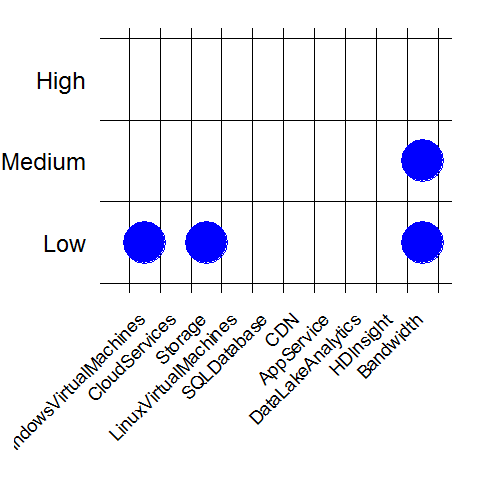 High
Medium
Low
ndowsVirtualMachines
CloudServices
Storage
LinuxVirtualMachines
SQLDatabase
CDN
AppService
DataLakeAnalytics
HDInsight
Bandwidth